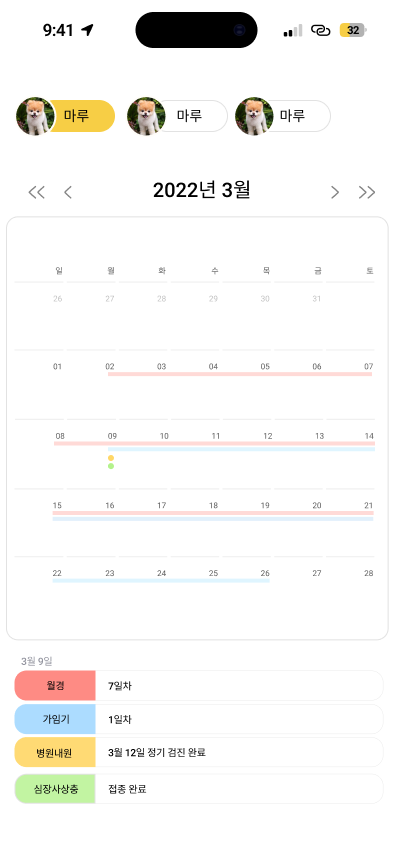 9:41 32
마루 마루 마루
2022년 3월
일 월 화 수 목 금 토
26 27 28 29 30 31
01 02 03 04 05 06 07
08 09 10 11 12 13 14
15 16 17 18 19 20 21
22 23 24 25 26 27 28
3월 9일
월경 7일차
가임기 1일차
병원내원 3월 12일 정기 검진 완료
심장사상충 접종 완료